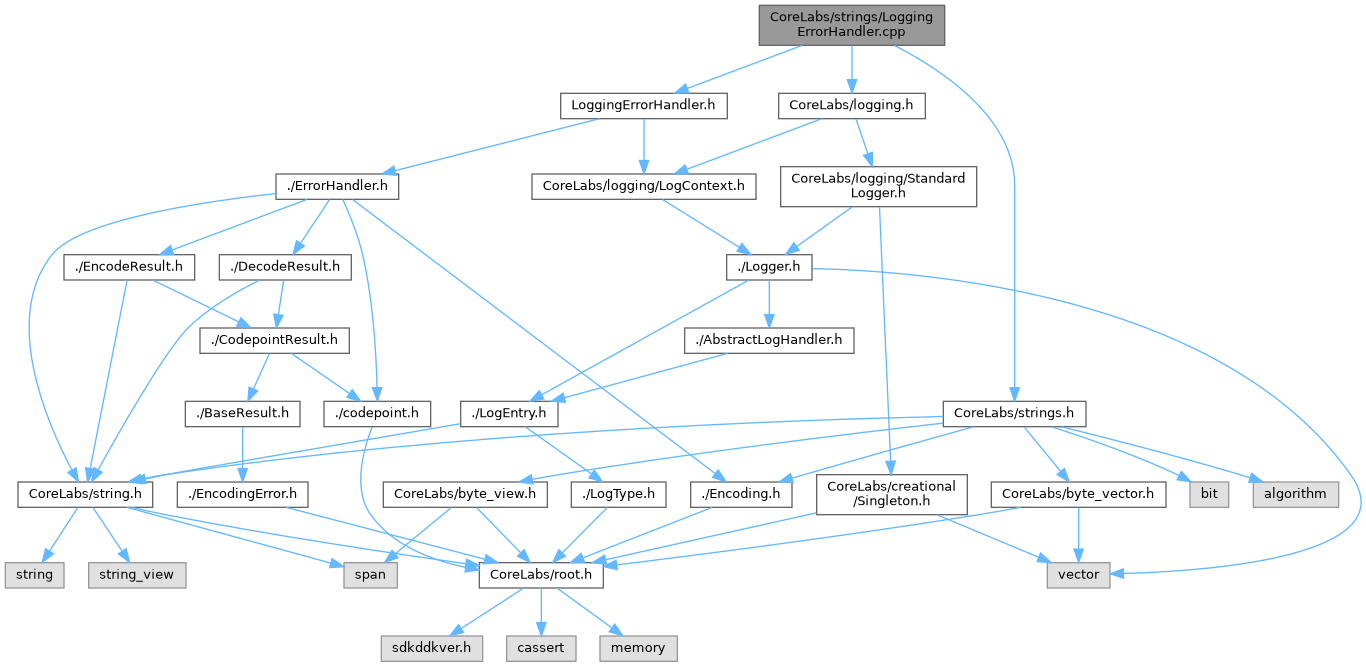 CoreLabs/strings/Logging
ErrorHandler.cpp
LoggingErrorHandler.h
CoreLabs/logging.h
./ErrorHandler.h
CoreLabs/logging/LogContext.h
CoreLabs/logging/Standard
Logger.h
./EncodeResult.h
./DecodeResult.h
./Logger.h
./CodepointResult.h
./AbstractLogHandler.h
./BaseResult.h
./codepoint.h
./LogEntry.h
CoreLabs/strings.h
CoreLabs/string.h
./EncodingError.h
CoreLabs/byte_view.h
./LogType.h
./Encoding.h
CoreLabs/creational
/Singleton.h
CoreLabs/byte_vector.h
bit
algorithm
string
string_view
span
CoreLabs/root.h
vector
sdkddkver.h
cassert
memory